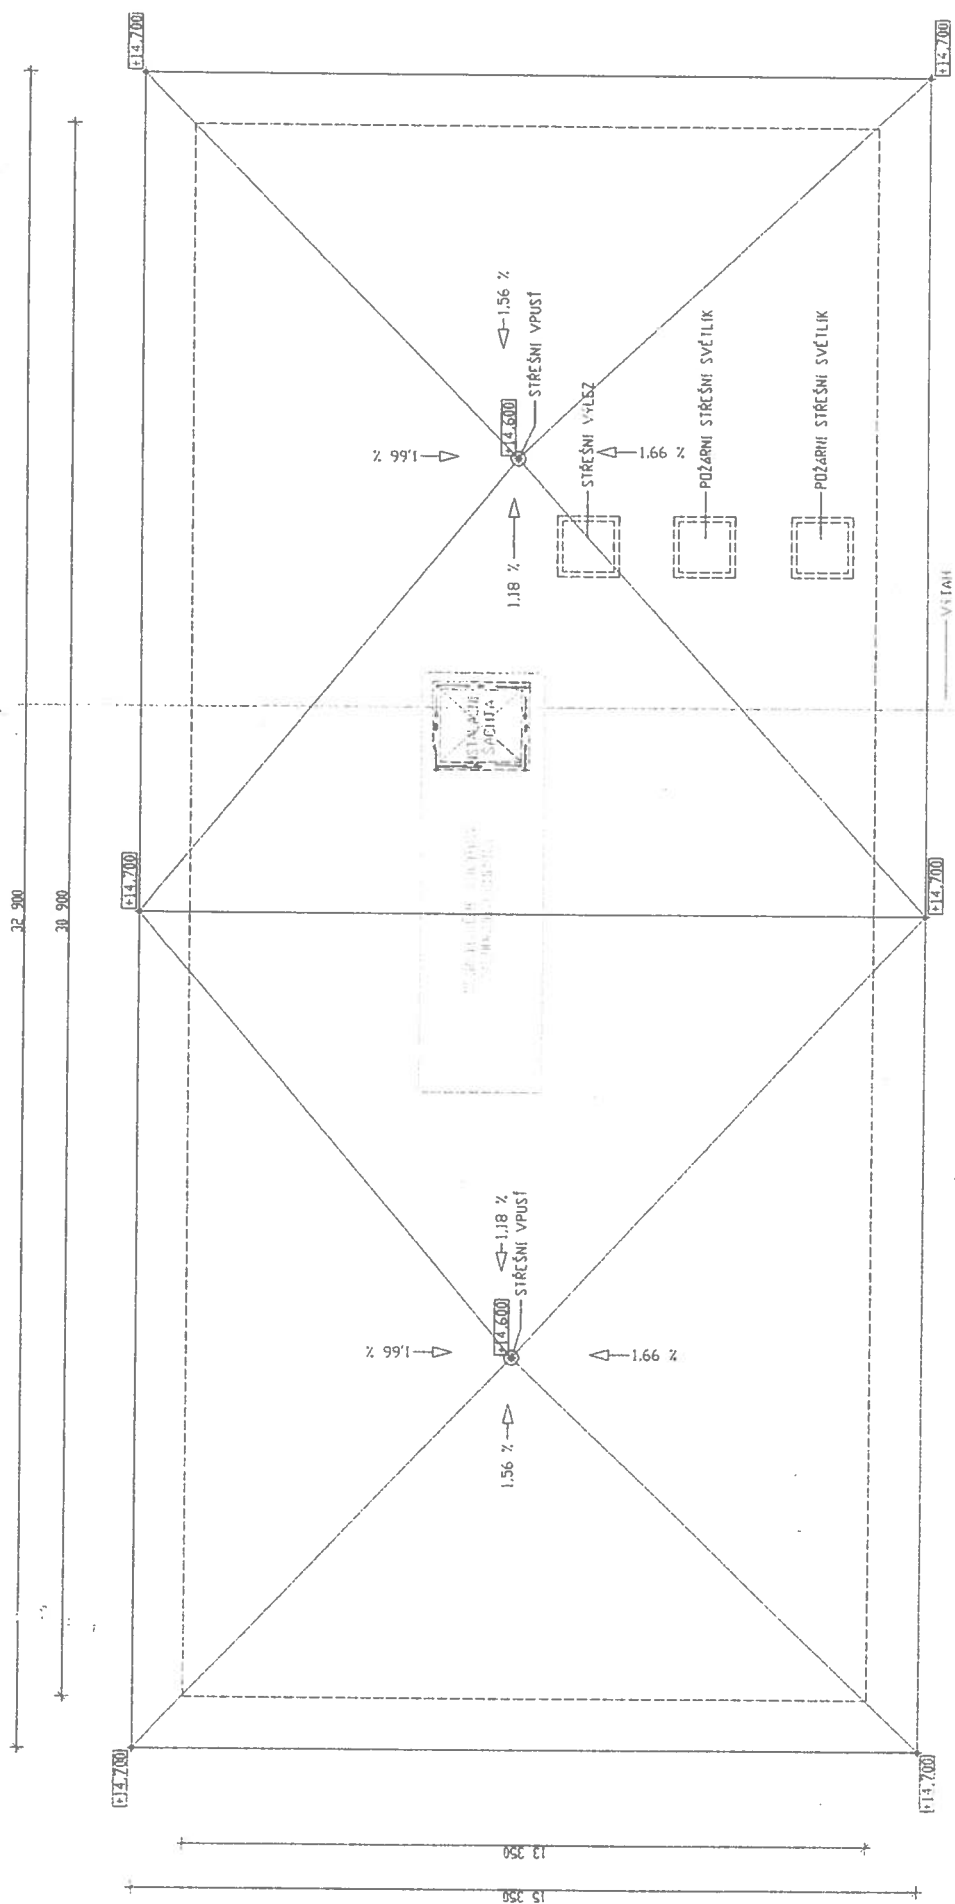 +14.700
+14.700
32 900
30 900
1.56 %
STŘEŠNÍ VPUSŤ
+14.600
1.66 %
1.66 %
1.18 %
STŘEŠNÍ VÝLEZ
POŽÁRNÍ STŘEŠNÍ SVĚTLÍK
POŽÁRNÍ STŘEŠNÍ SVĚTLÍK
VÝTAH
ŠACHTA
+14.700
+14.700
1.18 %
STŘEŠNÍ VPUSŤ
+14.600
1.66 %
1.66 %
1.56 %
+14.700
+14.700
13 350
15 350